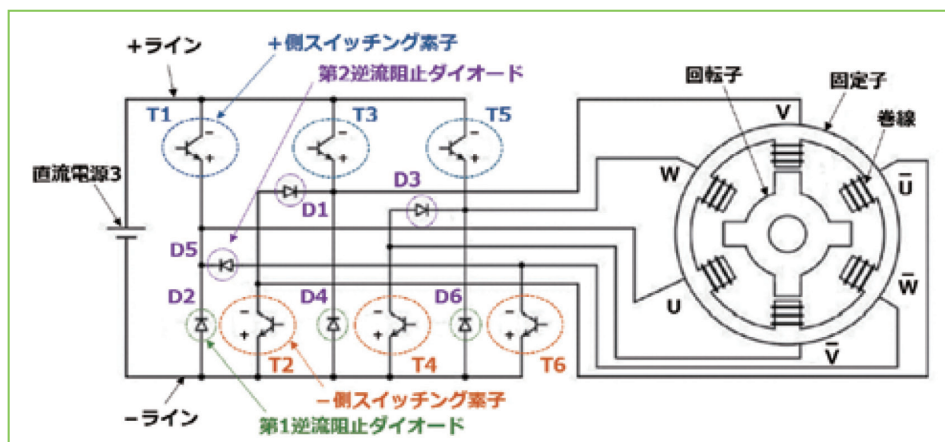 +ライン
+側スイッチング素子
第2逆流阻止ダイオード
T1
T3
T5
直流電源3
D1
D3
D5
D2
D4
D6
T2
T4
T6
-ライン
-側スイッチング素子
第1逆流阻止ダイオード
回転子
固定子
巻線
V
W
U̅
U
W̅
V̅
- + - + - +
- + - + - +